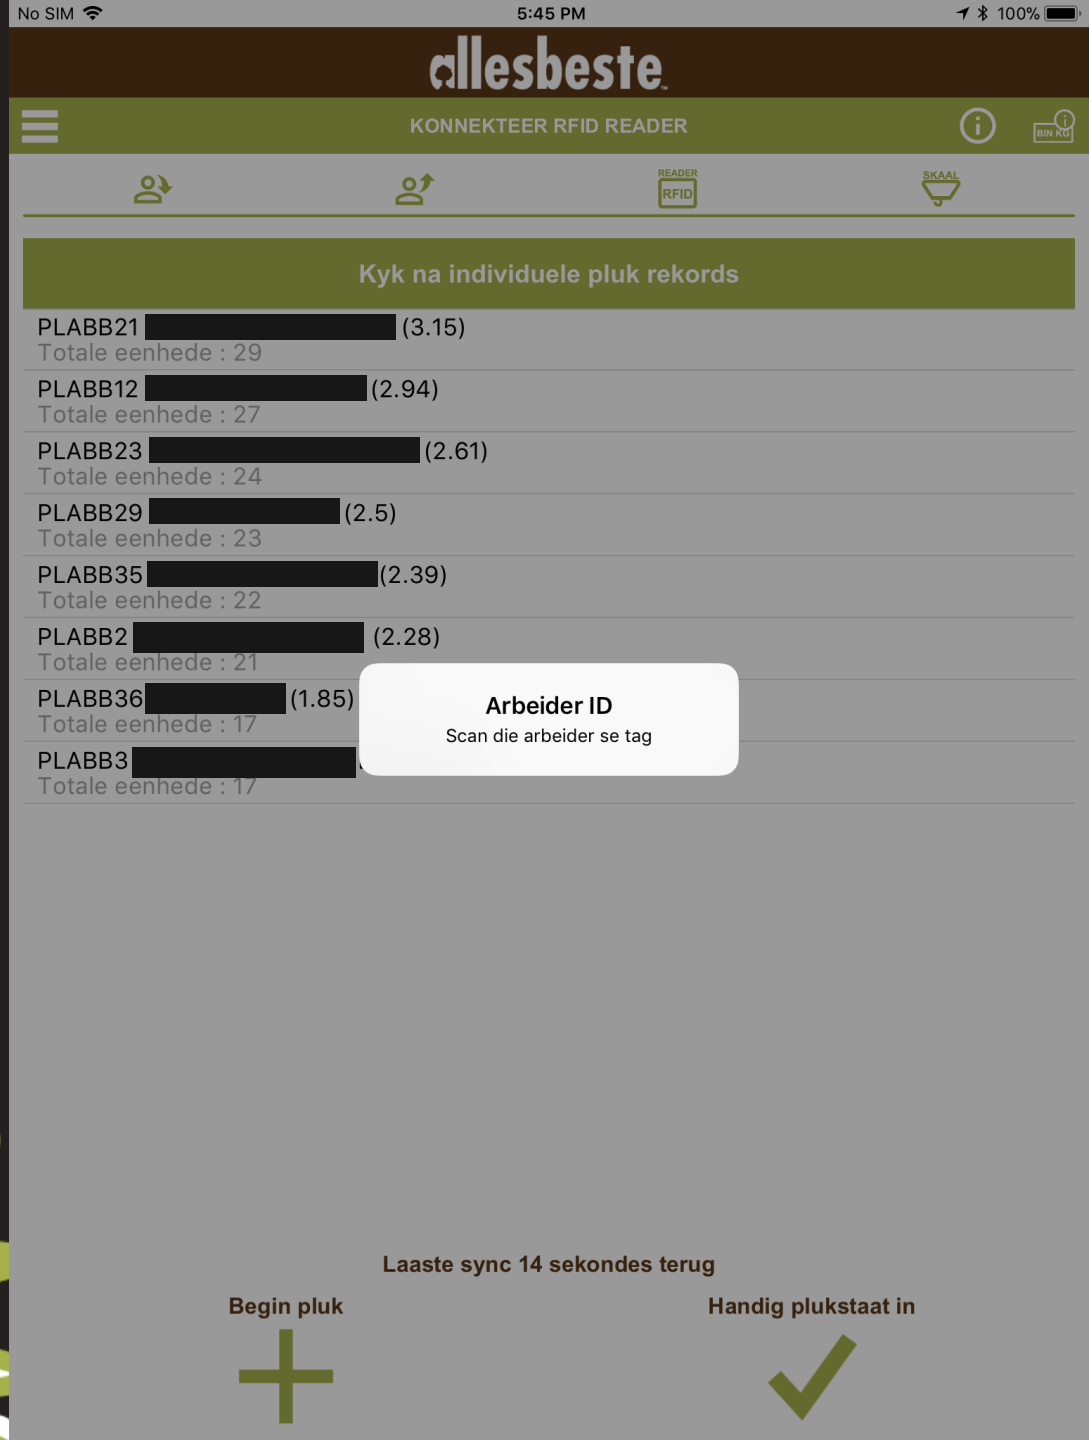 No SIM 5:45 PM 100%
allesbeste™
KONNEKTEER RFID READER BIN KG
READER SKAAL
RFID
Kyk na individuele pluk rekords
PLABB21 (3.15)
Totale eenhede : 29
PLABB12 (2.94)
Totale eenhede : 27
PLABB23 (2.61)
Totale eenhede : 24
PLABB29 (2.5)
Totale eenhede : 23
PLABB35 (2.39)
Totale eenhede : 22
PLABB2 (2.28)
Totale eenhede : 21
PLABB36 (1.85)
Totale eenhede : 17
PLABB3
Totale eenhede : 17
Arbeider ID
Scan die arbeider se tag
Laaste sync 14 sekondes terug
Begin pluk Handig plukstaat in